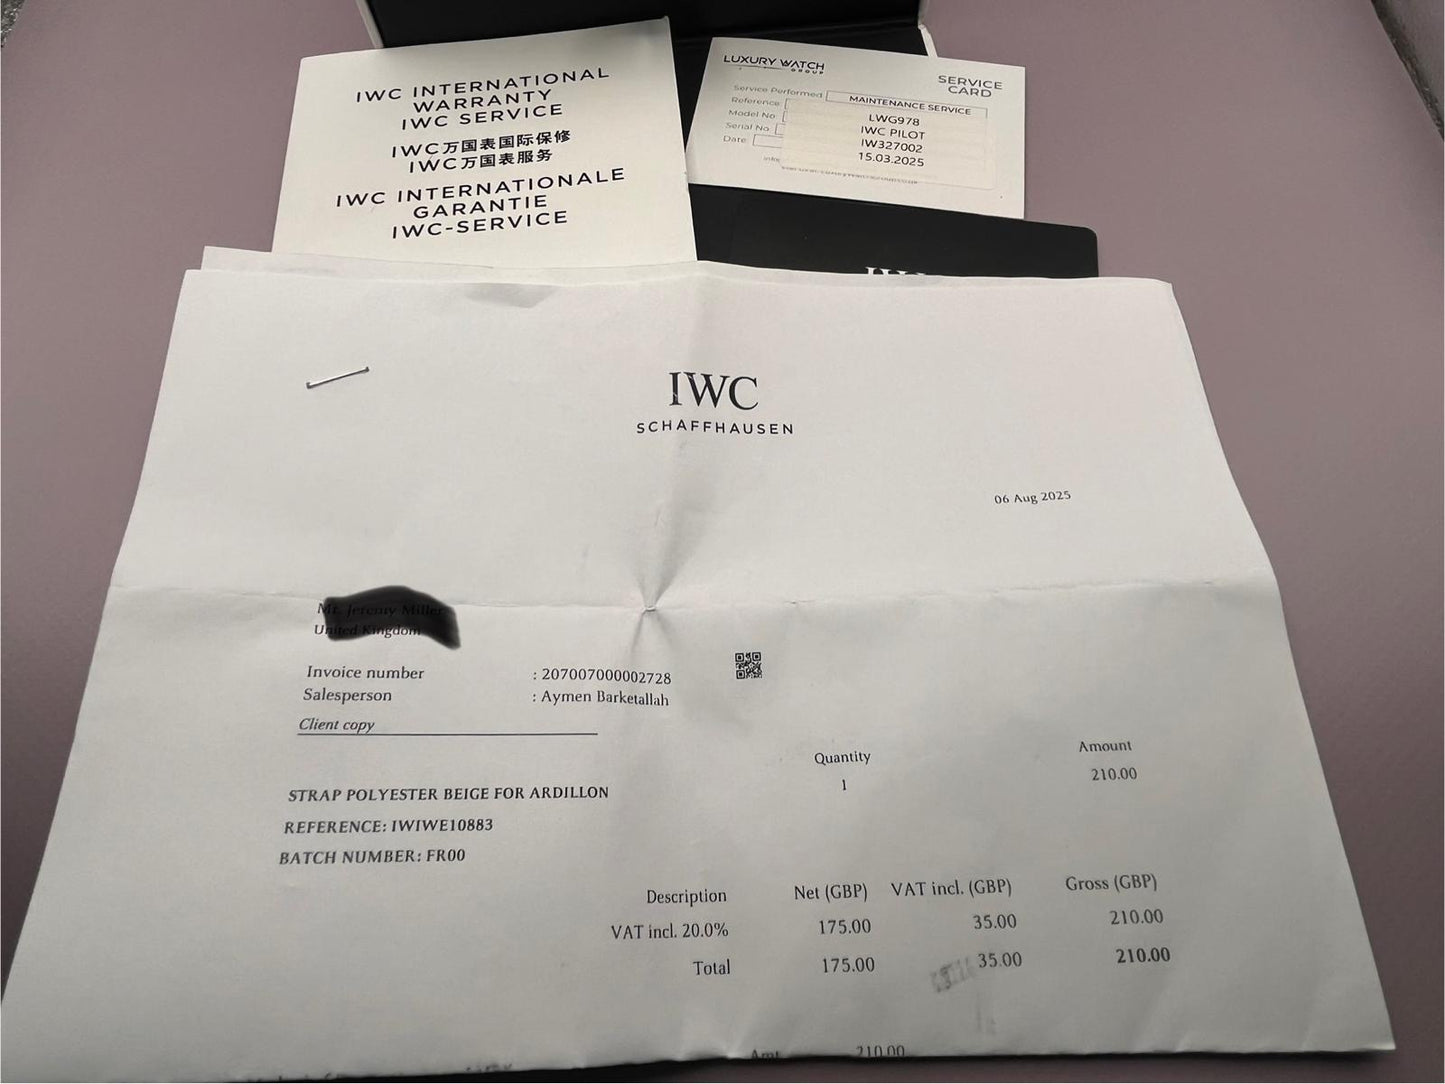 IWC INTERNATIONAL
WARRANTY
IWC SERVICE
IWC万国表国际保修
IWC万国表服务
IWC INTERNATIONALE
GARANTIE
IWC-SERVICE
LUXURY WATCH
GROUP
SERVICE
CARD
Service Performed MAINTENANCE SERVICE
Reference LWG978
Model No IWC PILOT
Serial No. IW327002
Date 15.03.2025
IWC
SCHAFFHAUSEN
06 Aug 2025
United Kingdom
Invoice number : 207007000002728
Salesperson : Aymen Barketallah
Client copy
Quantity Amount
STRAP POLYESTER BEIGE FOR ARDILLON 1 210.00
REFERENCE: IWIWE10883
BATCH NUMBER: FR00
Description Net (GBP) VAT incl. (GBP) Gross (GBP)
VAT incl. 20.0% 175.00 35.00 210.00
Total 175.00 35.00 210.00
Amt 210.00